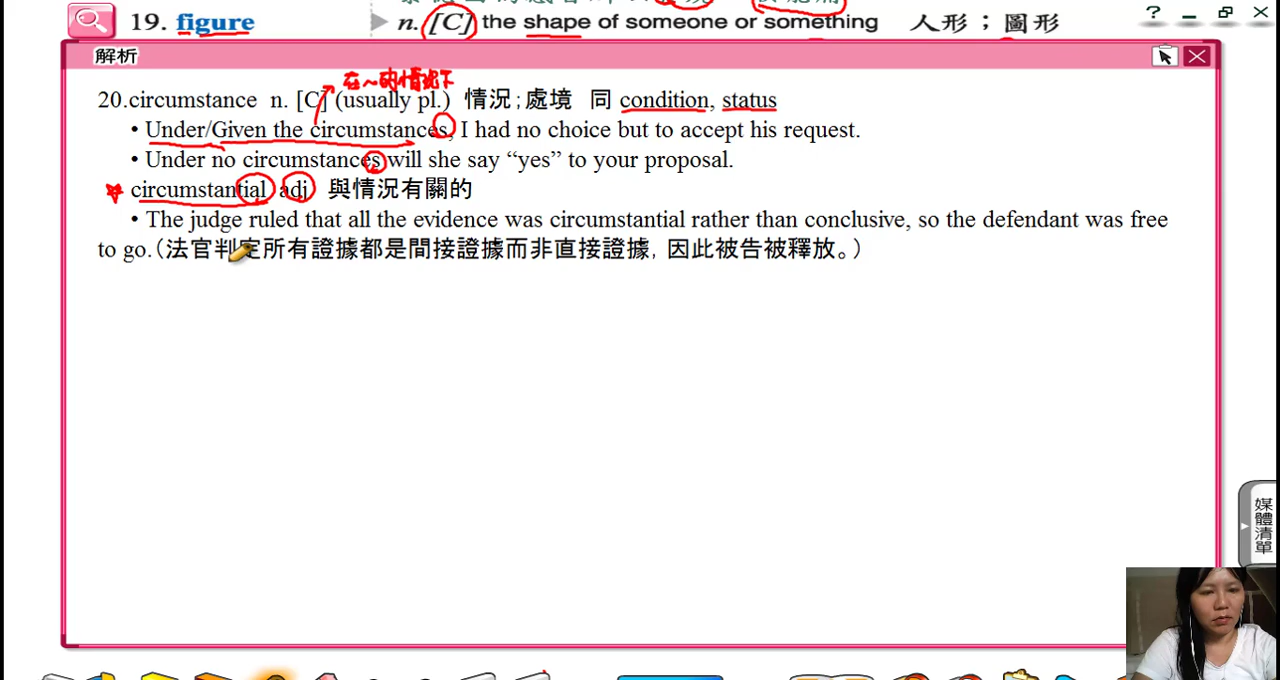 19. figure
n. [C] the shape of someone or something 人形；圖形
解析
在~的情況下
20.circumstance n. [C] (usually pl.) 情況；處境 同 condition, status
• Under/Given the circumstances, I had no choice but to accept his request.
• Under no circumstances will she say “yes” to your proposal.
circumstantial adj 與情況有關的
• The judge ruled that all the evidence was circumstantial rather than conclusive, so the defendant was free
to go.(法官判定所有證據都是間接證據而非直接證據, 因此被告被釋放。)
媒體清單